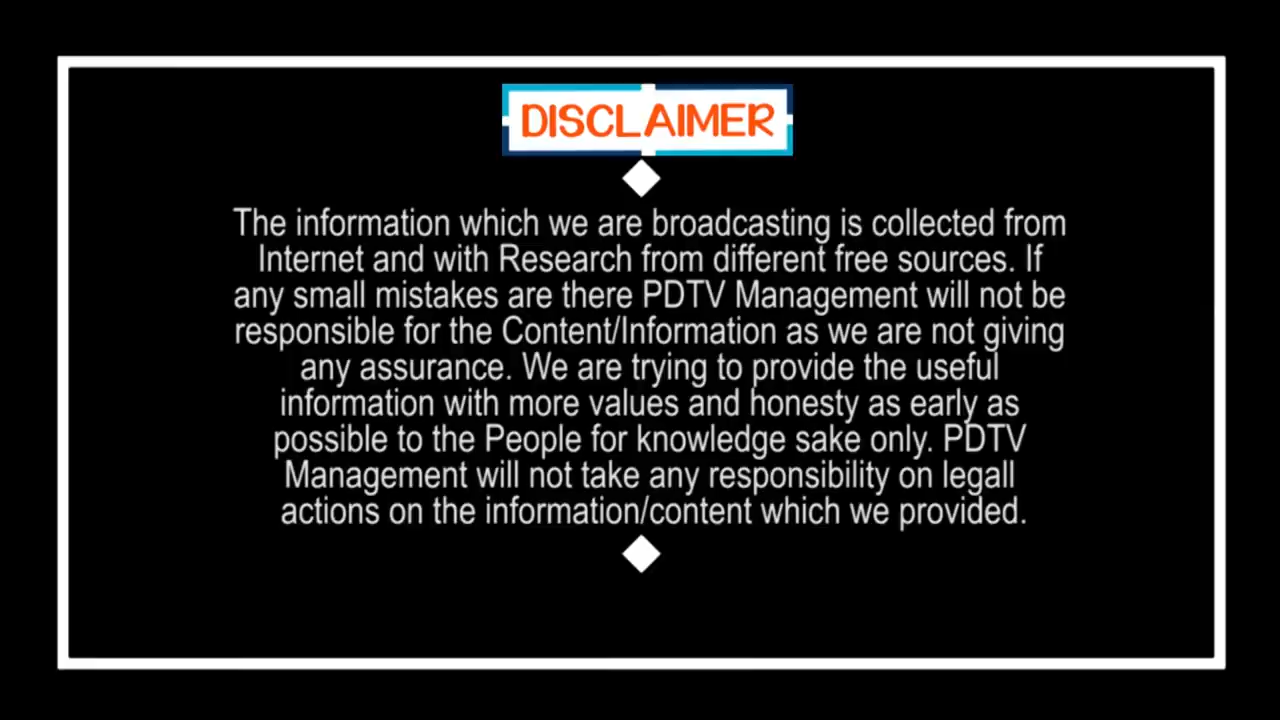 DISCLAIMER
The information which we are broadcasting is collected from
Internet and with Research from different free sources. If
any small mistakes are there PDTV Management will not be
responsible for the Content/Information as we are not giving
any assurance. We are trying to provide the useful
information with more values and honesty as early as
possible to the People for knowledge sake only. PDTV
Management will not take any responsibility on legall
actions on the information/content which we provided.